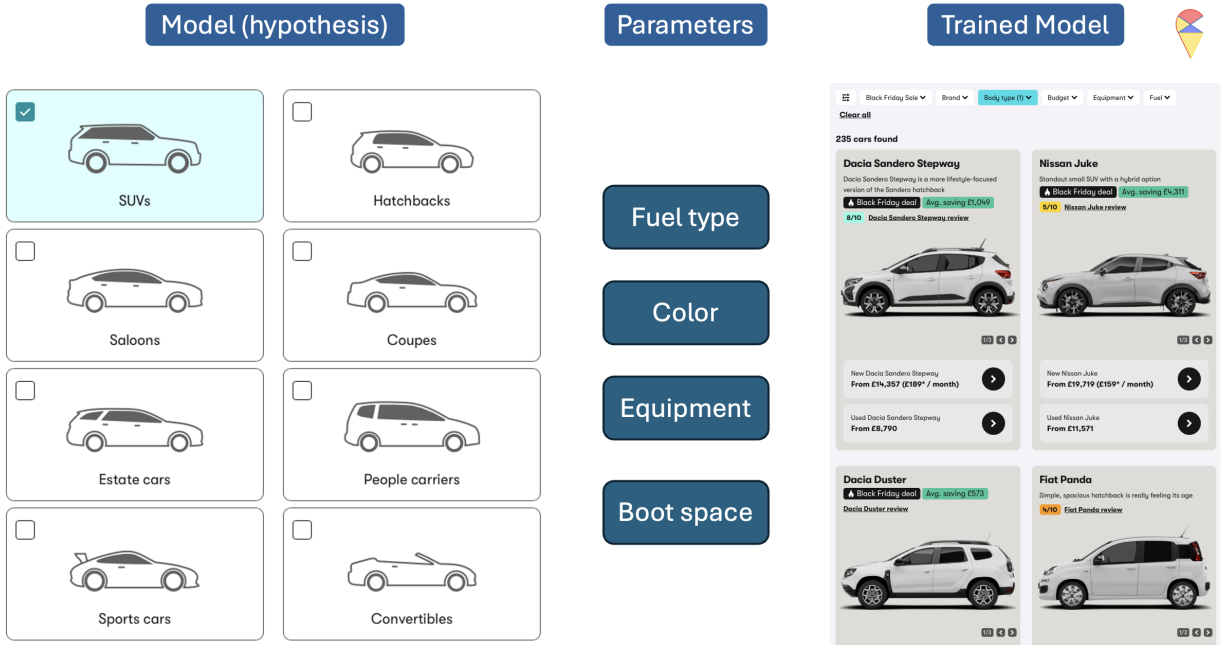 Model (hypothesis)
Parameters
Trained Model
SUVs
Hatchbacks
Saloons
Coupes
Estate cars
People carriers
Sports cars
Convertibles
Fuel type
Color
Equipment
Boot space
Black Friday Sale
Brand
Body type (1)
Budget
Equipment
Fuel
Clear all
235 cars found
Dacia Sandero Stepway
Dacia Sandero Stepway is a more lifestyle-focused
version of the Sandero hatchback
Black Friday deal
Avg. saving £1,049
8/10
Dacia Sandero Stepway review
1/3
New Dacia Sandero Stepway
From £14,357 (£189* / month)
Used Dacia Sandero Stepway
From £8,790
Nissan Juke
Standout small SUV with a hybrid option
Black Friday deal
Avg. saving £4,311
5/10
Nissan Juke review
1/3
New Nissan Juke
From £19,719 (£159* / month)
Used Nissan Juke
From £11,571
Dacia Duster
Black Friday deal
Avg. saving £573
Dacia Duster review
1/3
Fiat Panda
Simple, spacious hatchback is really feeling its age
4/10
Fiat Panda review
1/3